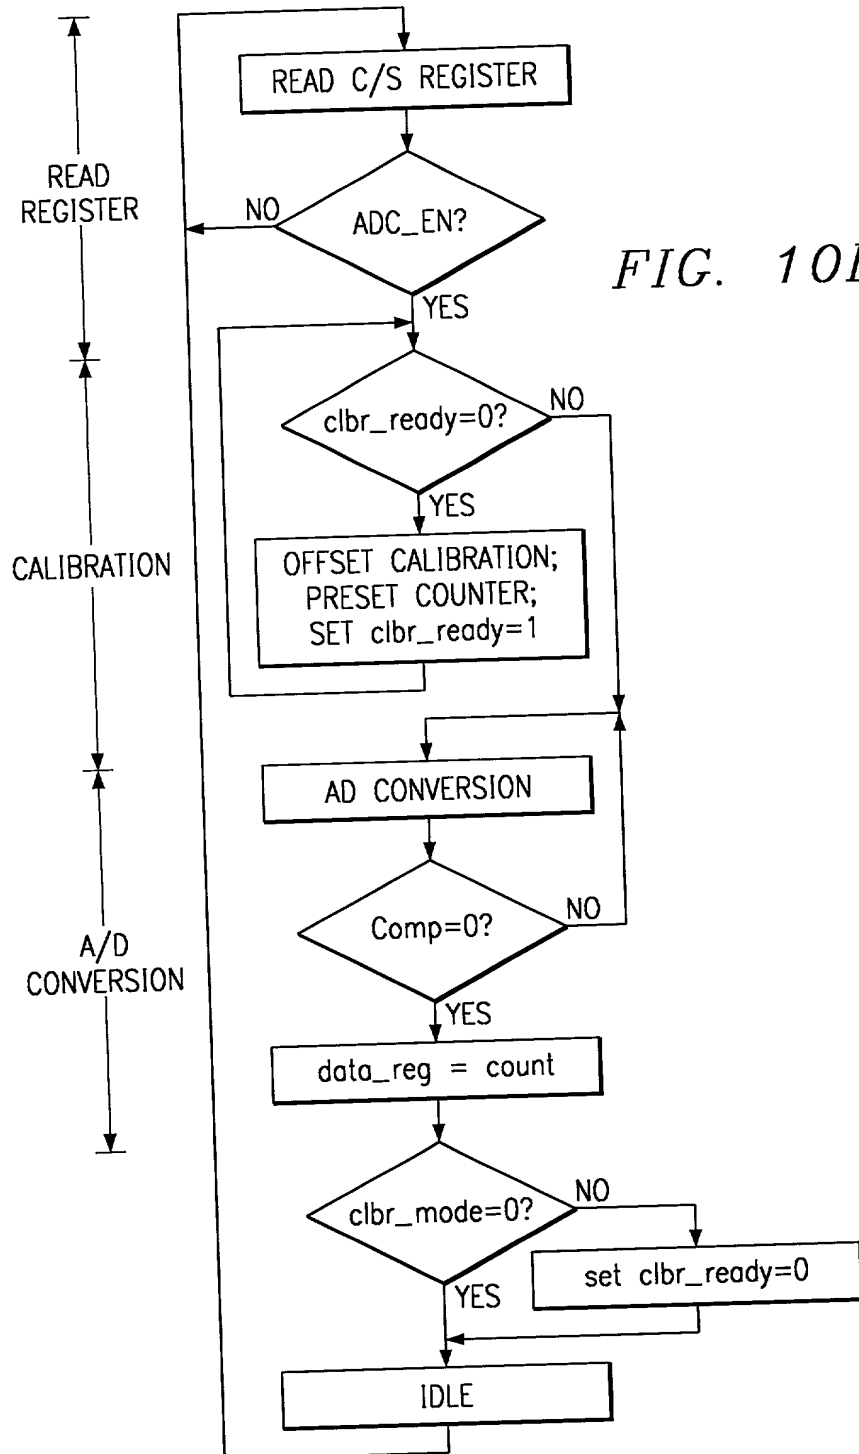 READ C/S REGISTER
READ
REGISTER
NO
ADC_EN?
FIG. 10
YES
clbr_ready=0?
NO
YES
CALIBRATION
OFFSET CALIBRATION;
PRESET COUNTER;
SET clbr_ready=1
AD CONVERSION
A/D
CONVERSION
Comp=0?
NO
YES
data_reg = count
clbr_mode=0?
NO
set clbr_ready=0
YES
IDLE